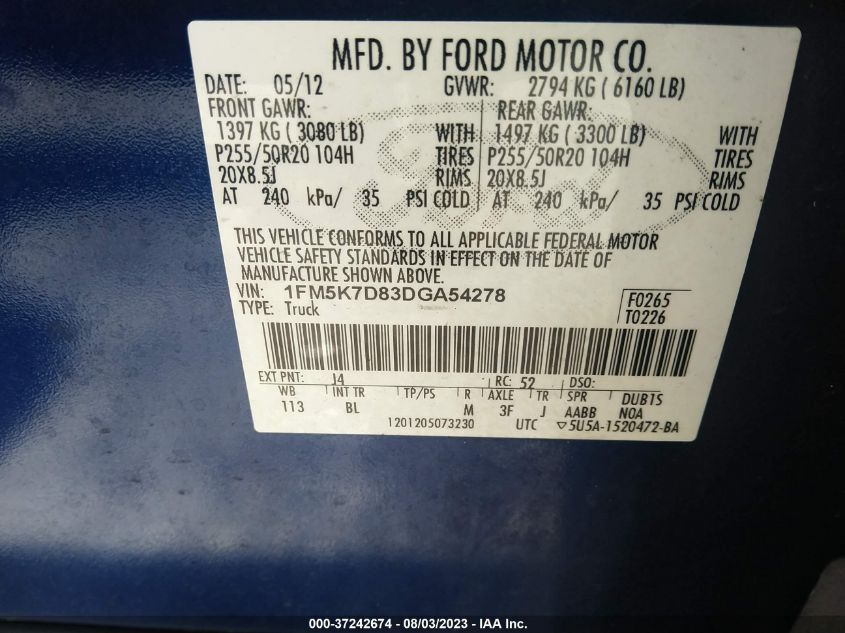 MFD. BY FORD MOTOR CO.
DATE: 05/12 GVWR: 2794 KG ( 6160 LB)
FRONT GAWR: REAR GAWR:
1397 KG ( 3080 LB) WITH 1497 KG ( 3300 LB) WITH
P255/50R20 104H TIRES P255/50R20 104H TIRES
20X8.5J RIMS 20X8.5J RIMS
AT 240 kPa/ 35 PSI COLD AT 240 kPa/ 35 PSI COLD
THIS VEHICLE CONFORMS TO ALL APPLICABLE FEDERAL MOTOR
VEHICLE SAFETY STANDARDS IN EFFECT ON THE DATE OF
MANUFACTURE SHOWN ABOVE.
VIN: 1FM5K7D83DGA54278 F0265
TYPE: Truck T0226
EXT PNT: J4 RC: 52 DSO:
WB INT TR TP/PS R AXLE TR SPR DUB1S
113 BL M 3F J AABB N0A
1201205073230 UTC ▽5U5A-1520472-BA
000-37242674 - 08/03/2023 - IAA Inc.